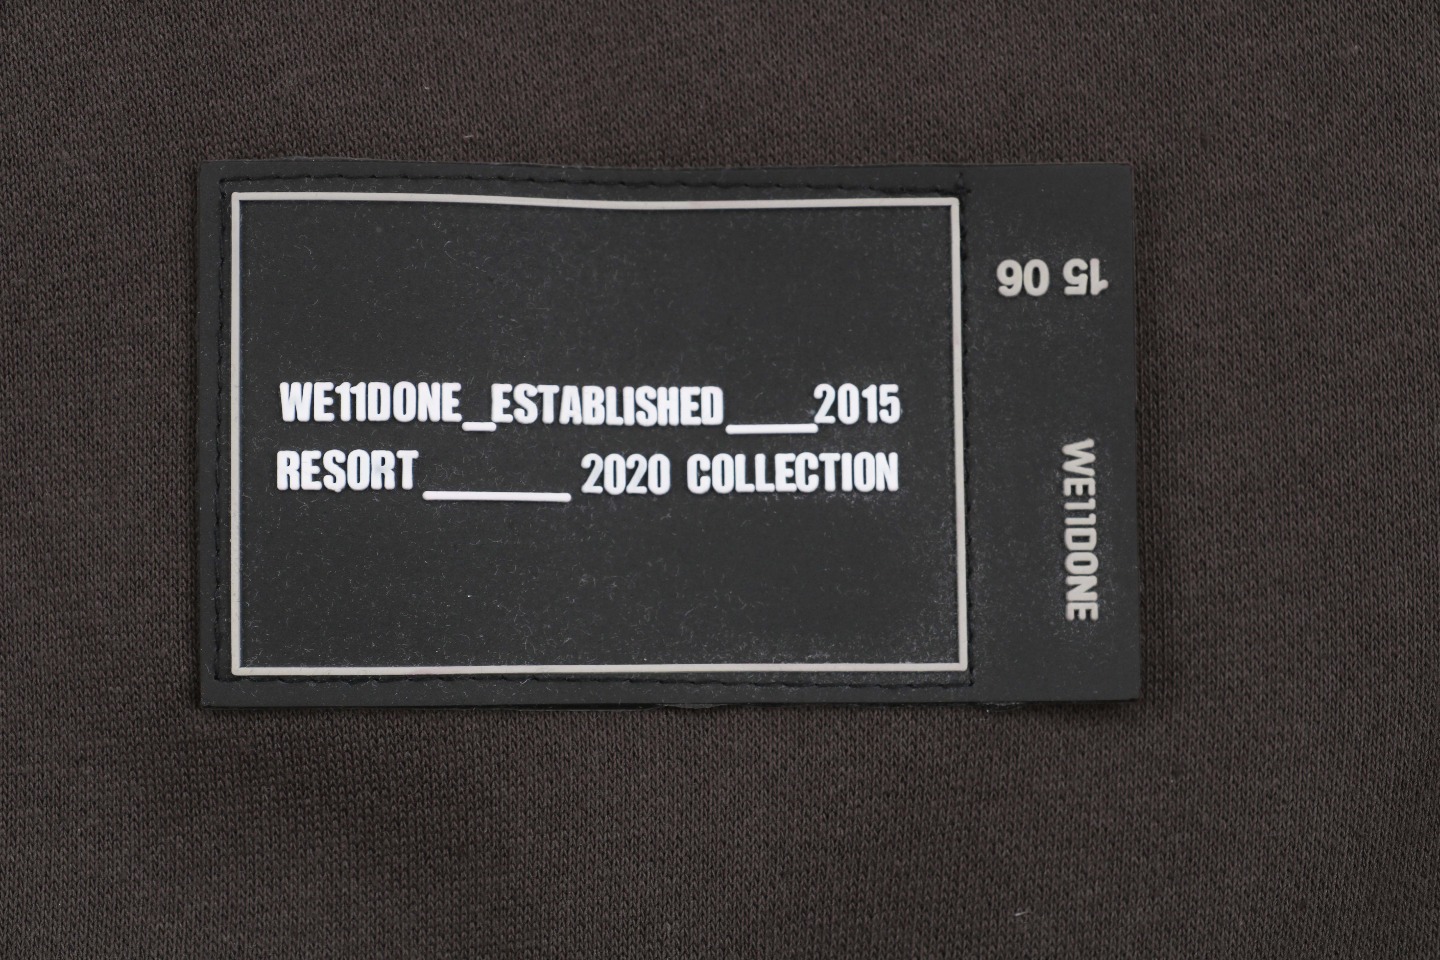 WE11DONE_ESTABLISHED____2015
RESORT______ 2020 COLLECTION
15 06
WE11DONE